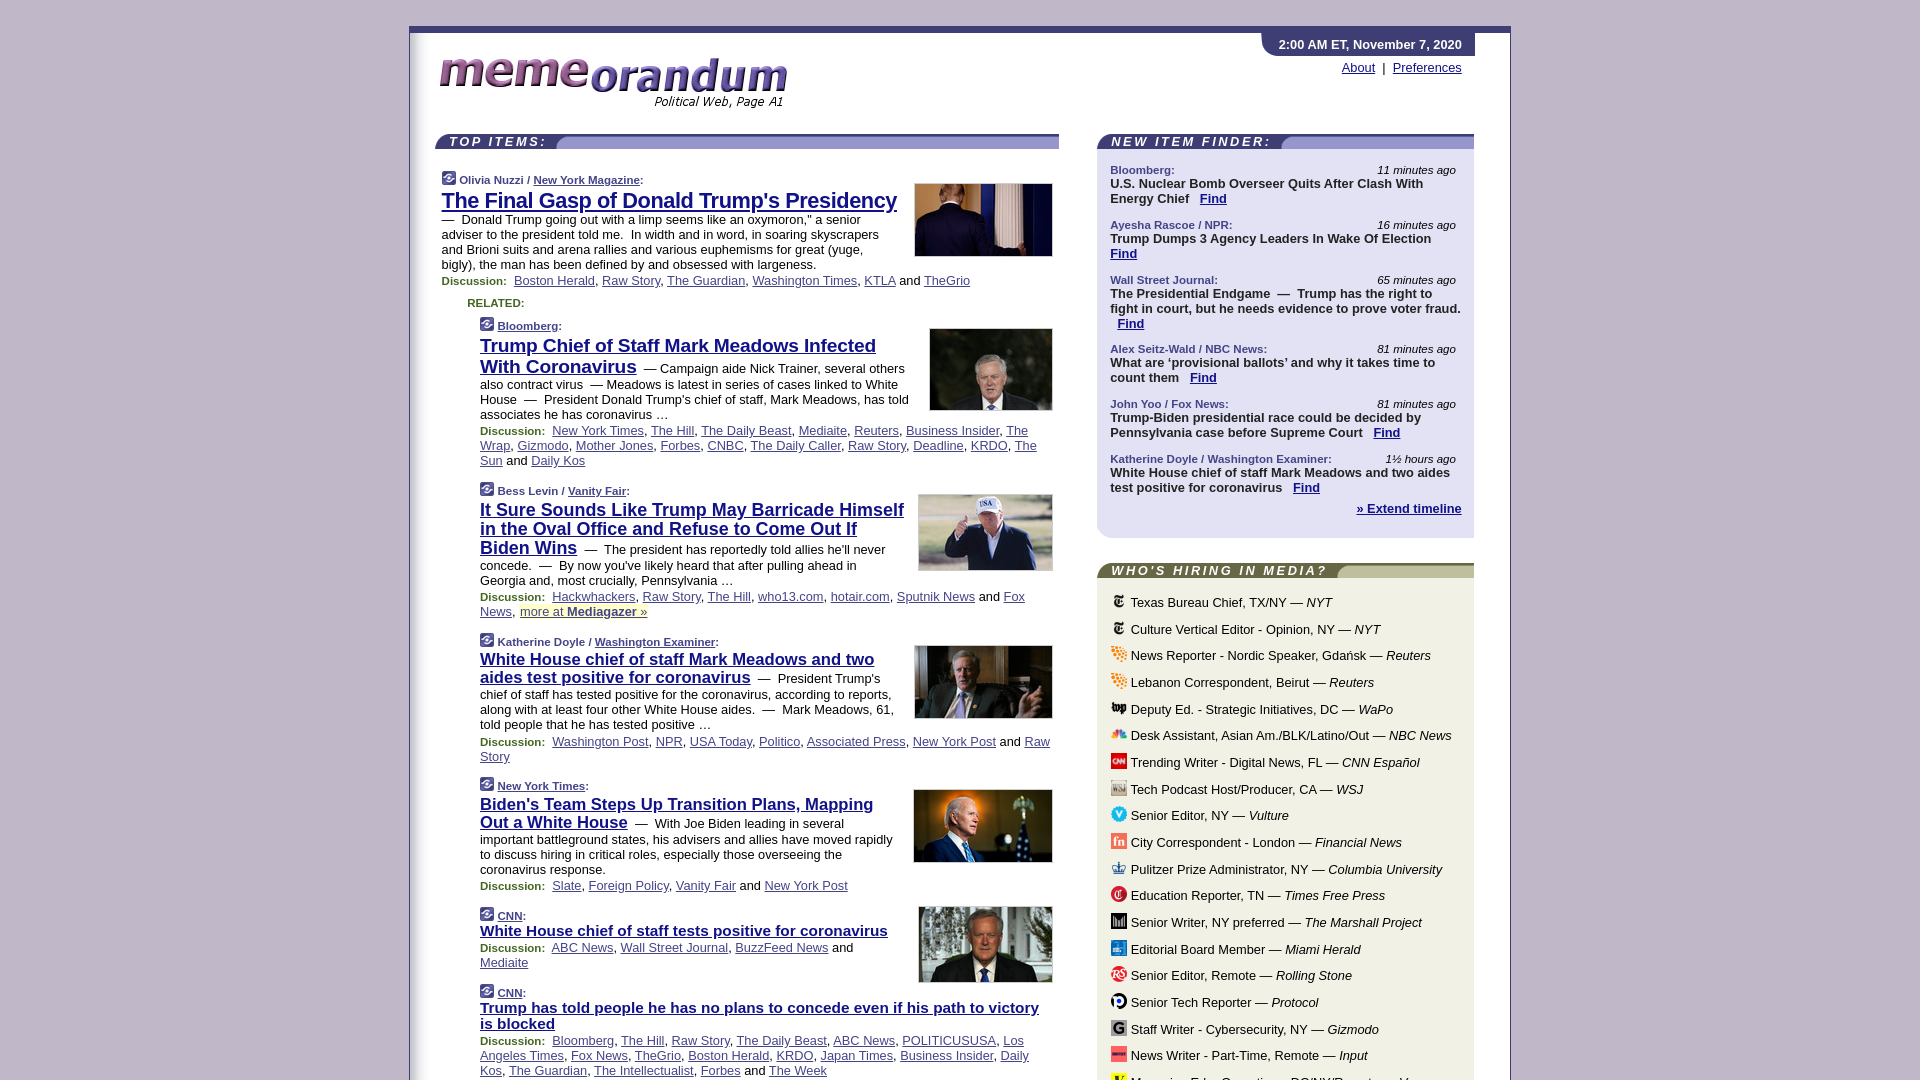 2:00 AM ET, November 7, 2020
memeorandum
Political Web, Page A1
About | Preferences
TOP ITEMS:
Olivia Nuzzi / New York Magazine:
The Final Gasp of Donald Trump's Presidency
— Donald Trump going out with a limp seems like an oxymoron," a senior
adviser to the president told me. In width and in word, in soaring skyscrapers
and Brioni suits and arena rallies and various euphemisms for great (yuge,
bigly), the man has been defined by and obsessed with largeness.
Discussion: Boston Herald, Raw Story, The Guardian, Washington Times, KTLA and TheGrio
RELATED:
Bloomberg:
Trump Chief of Staff Mark Meadows Infected
With Coronavirus — Campaign aide Nick Trainer, several others
also contract virus — Meadows is latest in series of cases linked to White
House — President Donald Trump's chief of staff, Mark Meadows, has told
associates he has coronavirus …
Discussion: New York Times, The Hill, The Daily Beast, Mediaite, Reuters, Business Insider, The
Wrap, Gizmodo, Mother Jones, Forbes, CNBC, The Daily Caller, Raw Story, Deadline, KRDO, The
Sun and Daily Kos
Bess Levin / Vanity Fair:
It Sure Sounds Like Trump May Barricade Himself
in the Oval Office and Refuse to Come Out If
Biden Wins — The president has reportedly told allies he'll never
concede. — By now you've likely heard that after pulling ahead in
Georgia and, most crucially, Pennsylvania …
Discussion: Hackwhackers, Raw Story, The Hill, who13.com, hotair.com, Sputnik News and Fox
News, more at Mediagazer »
Katherine Doyle / Washington Examiner:
White House chief of staff Mark Meadows and two
aides test positive for coronavirus — President Trump's
chief of staff has tested positive for the coronavirus, according to reports,
along with at least four other White House aides. — Mark Meadows, 61,
told people that he has tested positive …
Discussion: Washington Post, NPR, USA Today, Politico, Associated Press, New York Post and Raw
Story
New York Times:
Biden's Team Steps Up Transition Plans, Mapping
Out a White House — With Joe Biden leading in several
important battleground states, his advisers and allies have moved rapidly
to discuss hiring in critical roles, especially those overseeing the
coronavirus response.
Discussion: Slate, Foreign Policy, Vanity Fair and New York Post
CNN:
White House chief of staff tests positive for coronavirus
Discussion: ABC News, Wall Street Journal, BuzzFeed News and
Mediaite
CNN:
Trump has told people he has no plans to concede even if his path to victory
is blocked
Discussion: Bloomberg, The Hill, Raw Story, The Daily Beast, ABC News, POLITICUSUSA, Los
Angeles Times, Fox News, TheGrio, Boston Herald, KRDO, Japan Times, Business Insider, Daily
Kos, The Guardian, The Intellectualist, Forbes and The Week
NEW ITEM FINDER:
Bloomberg: 11 minutes ago
U.S. Nuclear Bomb Overseer Quits After Clash With
Energy Chief Find
Ayesha Rascoe / NPR: 16 minutes ago
Trump Dumps 3 Agency Leaders In Wake Of Election
Find
Wall Street Journal: 65 minutes ago
The Presidential Endgame — Trump has the right to
fight in court, but he needs evidence to prove voter fraud.
Find
Alex Seitz-Wald / NBC News: 81 minutes ago
What are ‘provisional ballots’ and why it takes time to
count them Find
John Yoo / Fox News: 81 minutes ago
Trump-Biden presidential race could be decided by
Pennsylvania case before Supreme Court Find
Katherine Doyle / Washington Examiner: 1½ hours ago
White House chief of staff Mark Meadows and two aides
test positive for coronavirus Find
» Extend timeline
WHO'S HIRING IN MEDIA?
Texas Bureau Chief, TX/NY — NYT
Culture Vertical Editor - Opinion, NY — NYT
News Reporter - Nordic Speaker, Gdańsk — Reuters
Lebanon Correspondent, Beirut — Reuters
Deputy Ed. - Strategic Initiatives, DC — WaPo
Desk Assistant, Asian Am./BLK/Latino/Out — NBC News
Trending Writer - Digital News, FL — CNN Español
Tech Podcast Host/Producer, CA — WSJ
Senior Editor, NY — Vulture
City Correspondent - London — Financial News
Pulitzer Prize Administrator, NY — Columbia University
Education Reporter, TN — Times Free Press
Senior Writer, NY preferred — The Marshall Project
Editorial Board Member — Miami Herald
Senior Editor, Remote — Rolling Stone
Senior Tech Reporter — Protocol
Staff Writer - Cybersecurity, NY — Gizmodo
News Writer - Part-Time, Remote — Input